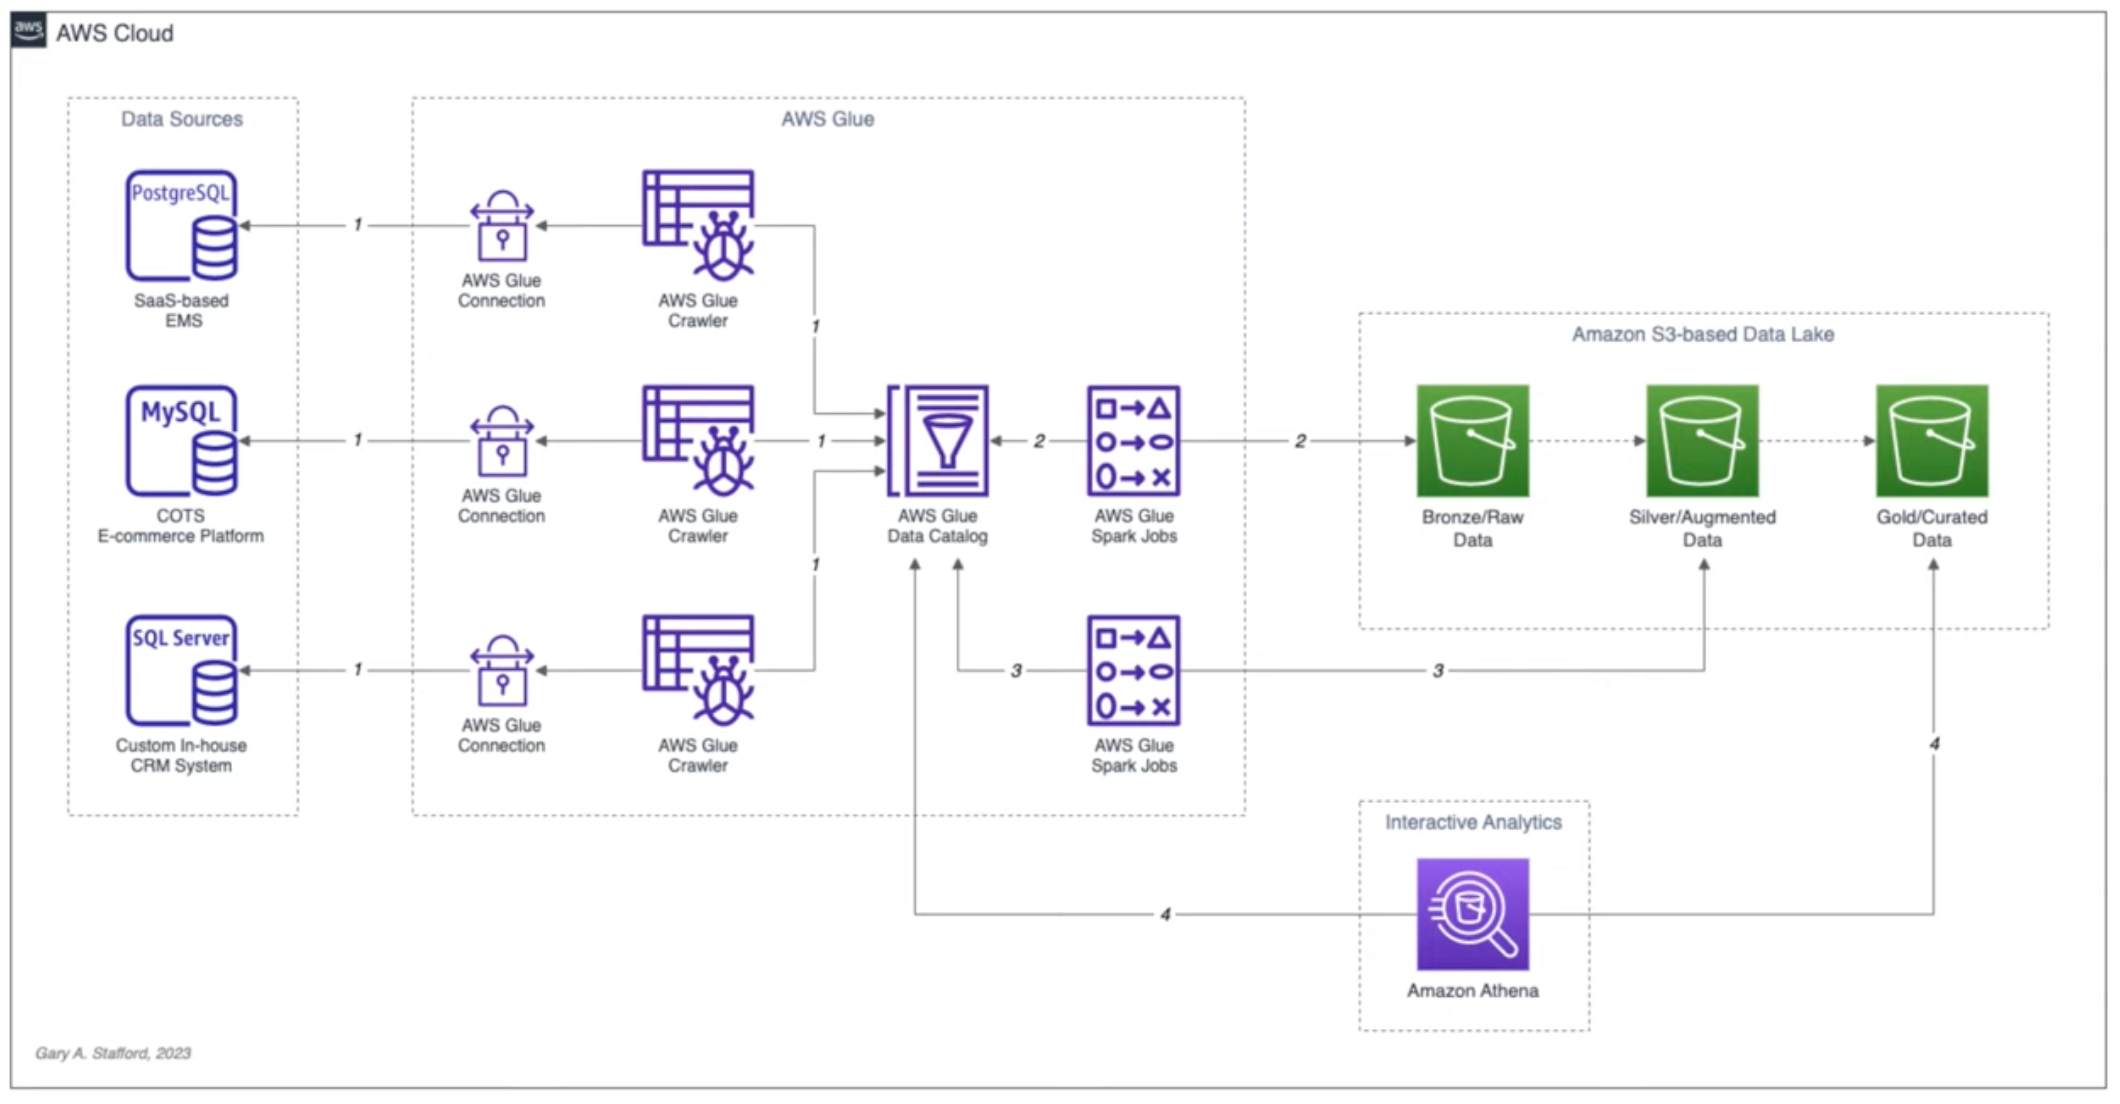 aws
AWS Cloud
Data Sources
PostgreSQL
SaaS-based
EMS
MySQL
COTS
E-commerce Platform
SQL Server
Custom In-house
CRM System
1
1
1
AWS Glue
AWS Glue
Connection
AWS Glue
Crawler
1
AWS Glue
Connection
AWS Glue
Crawler
1
AWS Glue
Data Catalog
2
AWS Glue
Spark Jobs
1
AWS Glue
Connection
AWS Glue
Crawler
3
AWS Glue
Spark Jobs
2
3
Amazon S3-based Data Lake
Bronze/Raw
Data
Silver/Augmented
Data
Gold/Curated
Data
4
4
Interactive Analytics
Amazon Athena
Gary A. Stafford, 2023